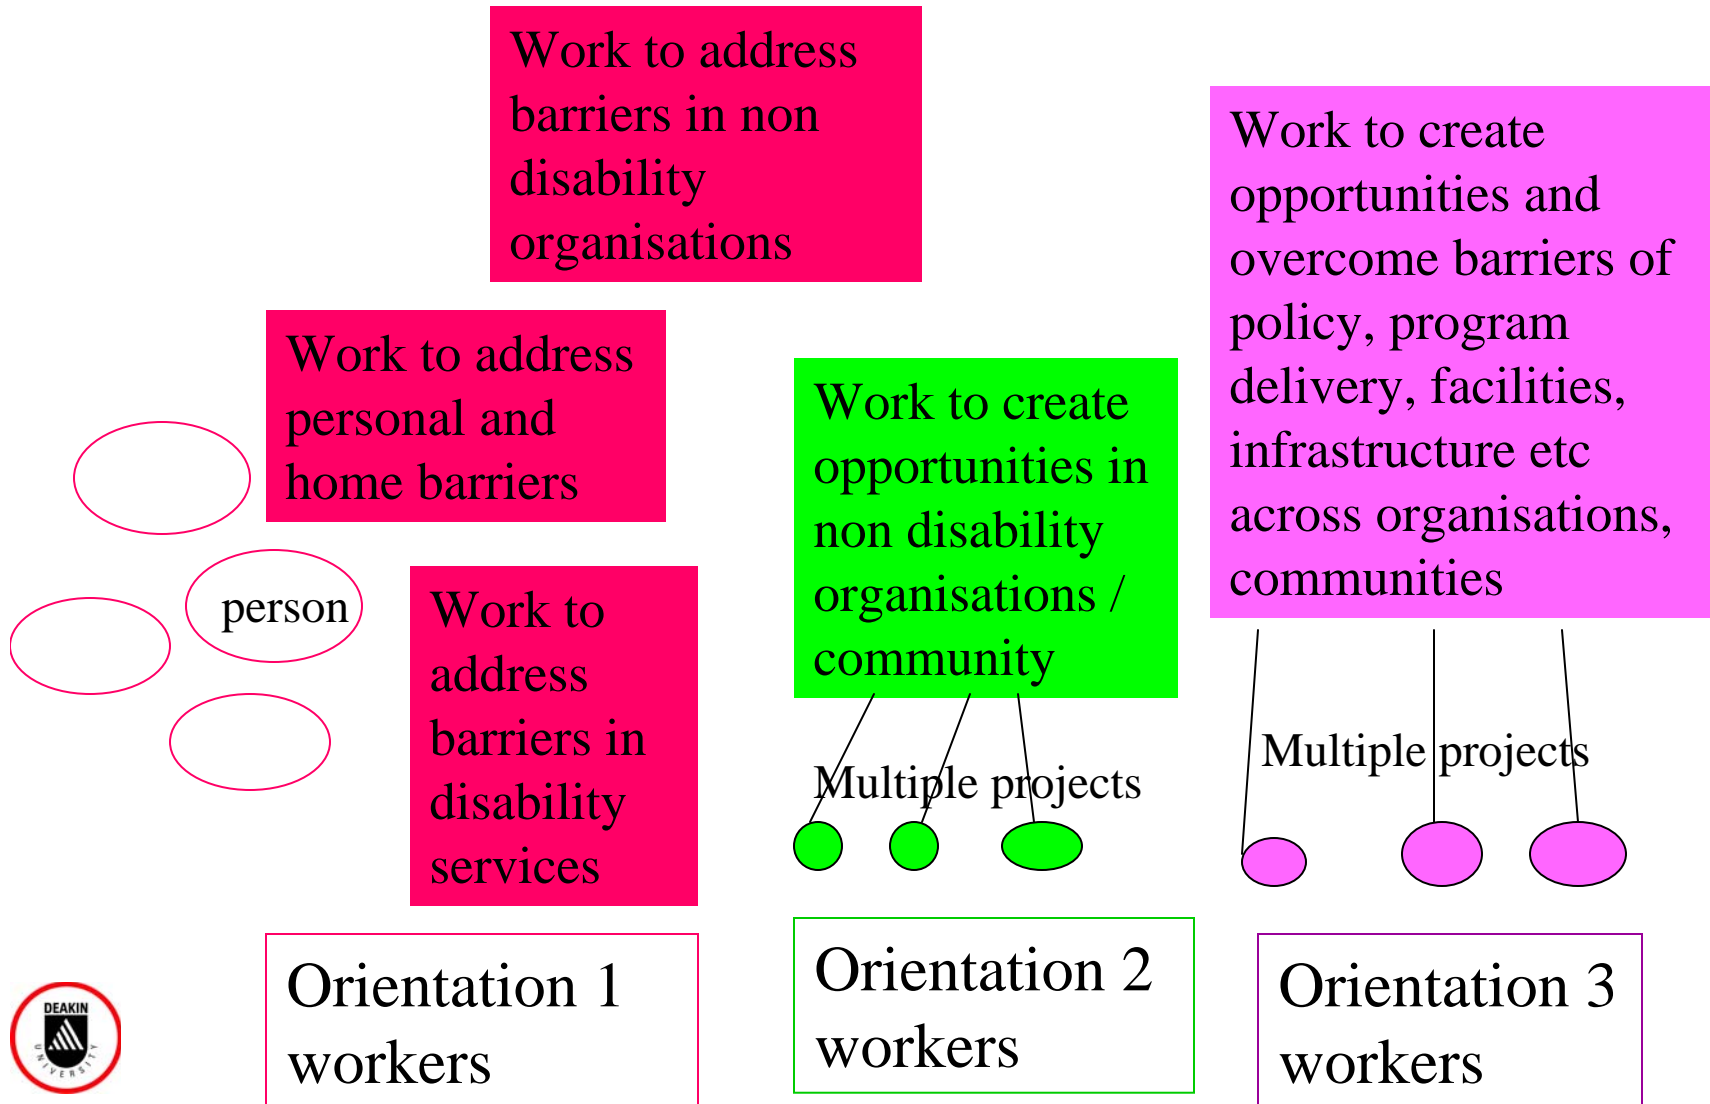 Work to address
barriers in non
disability
organisations
Work to address
personal and
home barriers
person
Work to
address
barriers in
disability
services
Orientation 1
workers
Work to create
opportunities in
non disability
organisations /
community
Multiple projects
Orientation 2
workers
Work to create
opportunities and
overcome barriers of
policy, program
delivery, facilities,
infrastructure etc
across organisations,
communities
Multiple projects
Orientation 3
workers
DEAKIN
UNIVERSITY